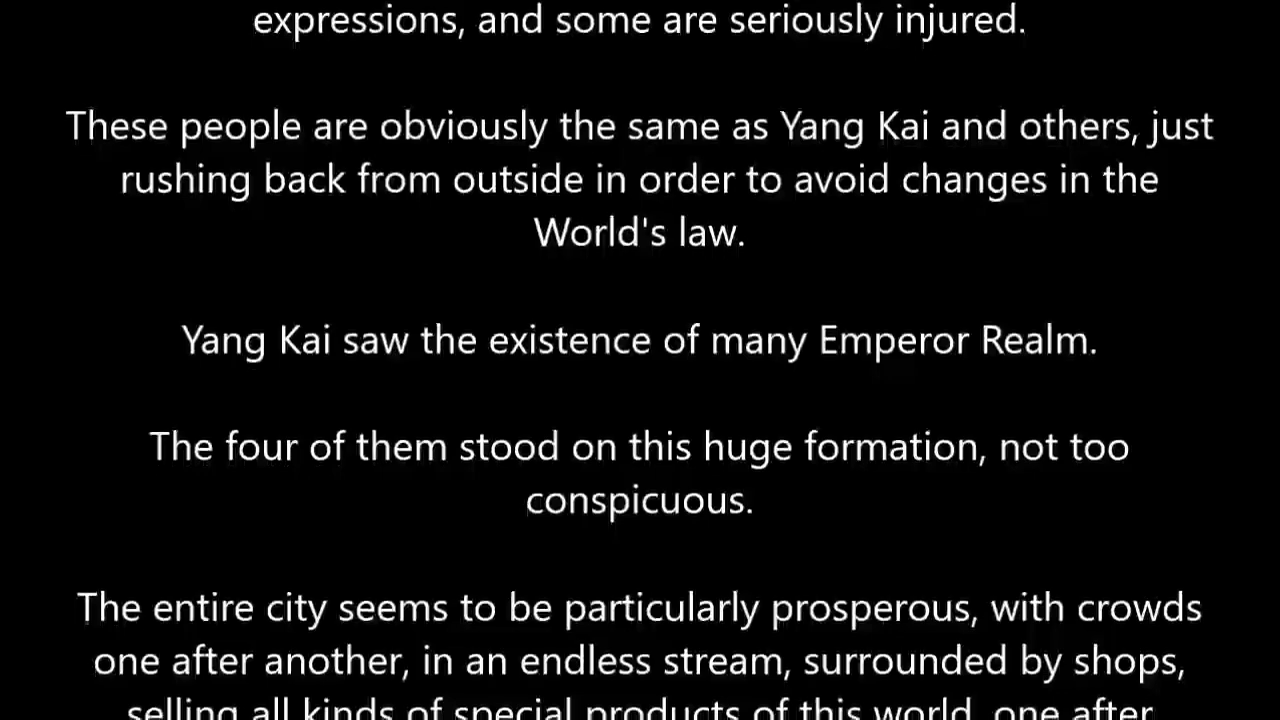 expressions, and some are seriously injured.
These people are obviously the same as Yang Kai and others, just
rushing back from outside in order to avoid changes in the
World's law.
Yang Kai saw the existence of many Emperor Realm.
The four of them stood on this huge formation, not too
conspicuous.
The entire city seems to be particularly prosperous, with crowds
one after another, in an endless stream, surrounded by shops,
selling all kinds of special products of this world, one after